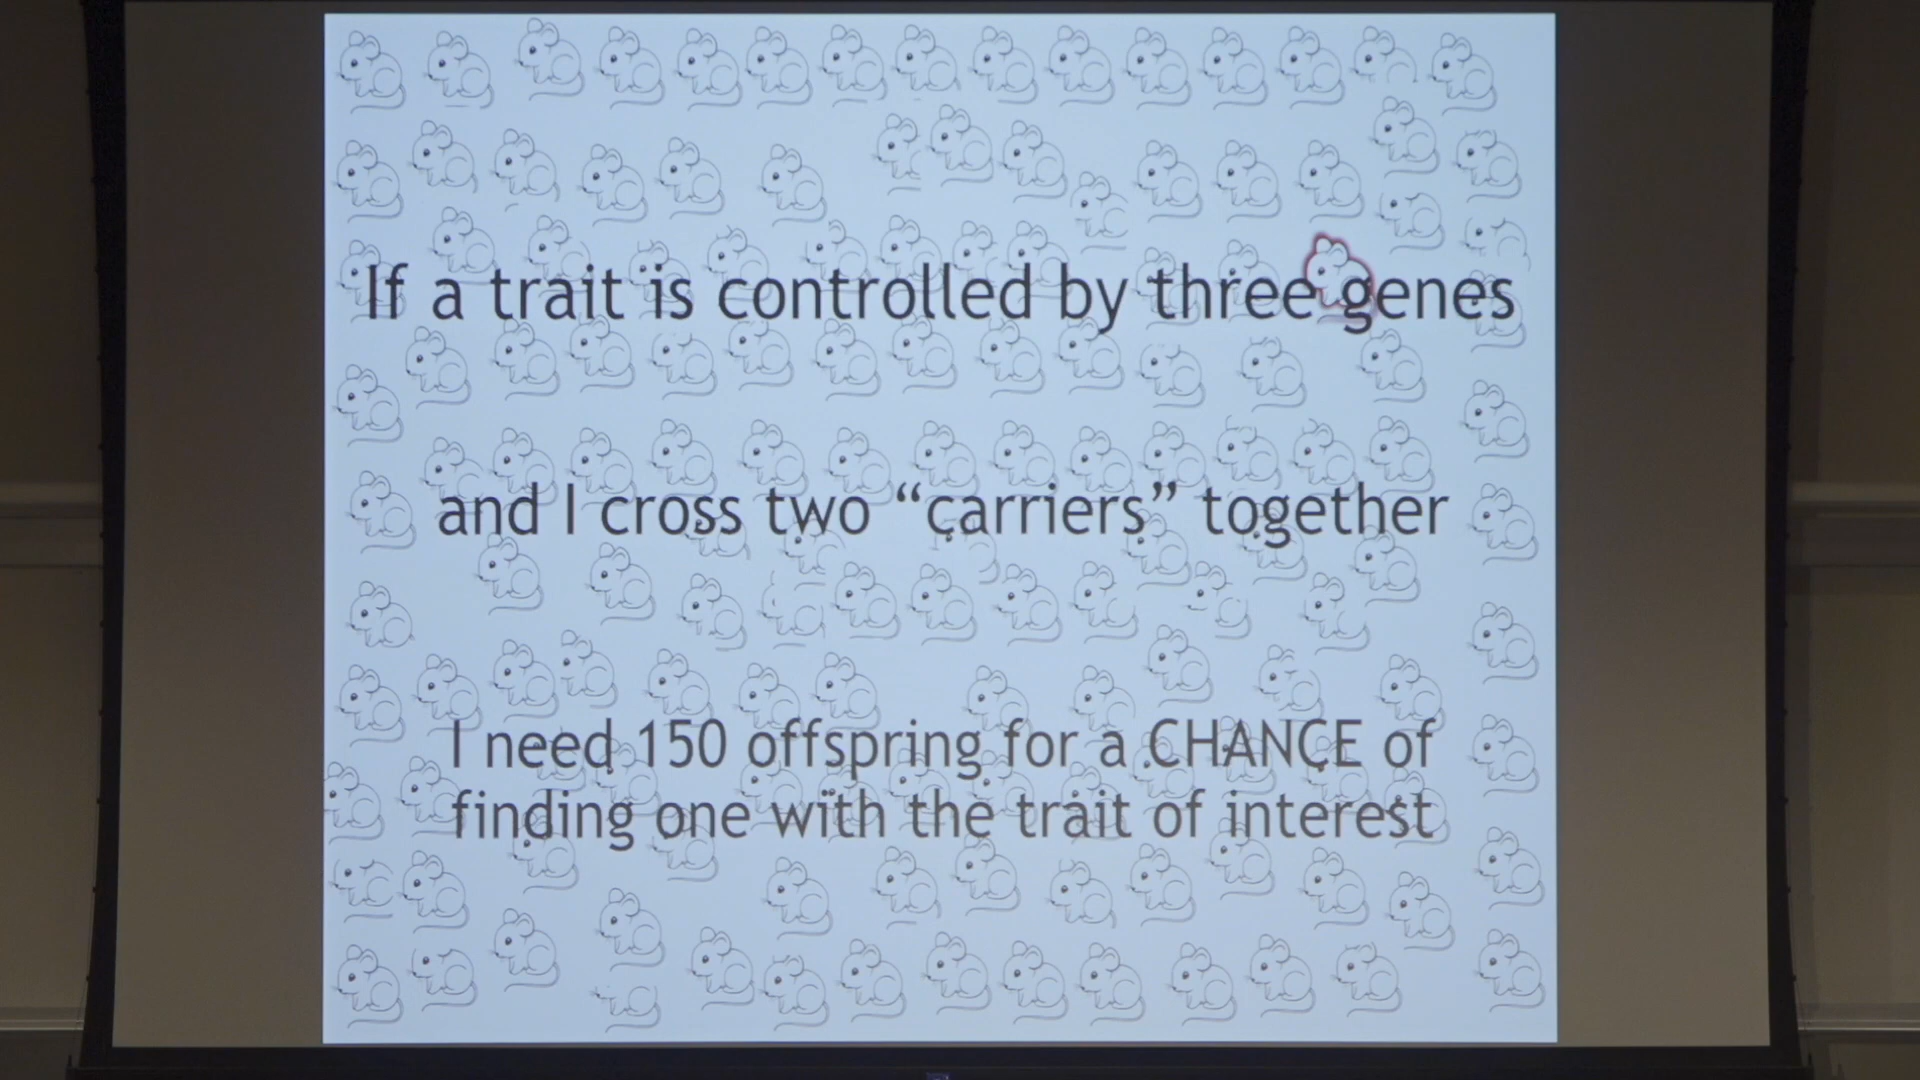 If a trait is controlled by three genes
and I cross two “carriers” together
I need 150 offspring for a CHANCE of
finding one with the trait of interest